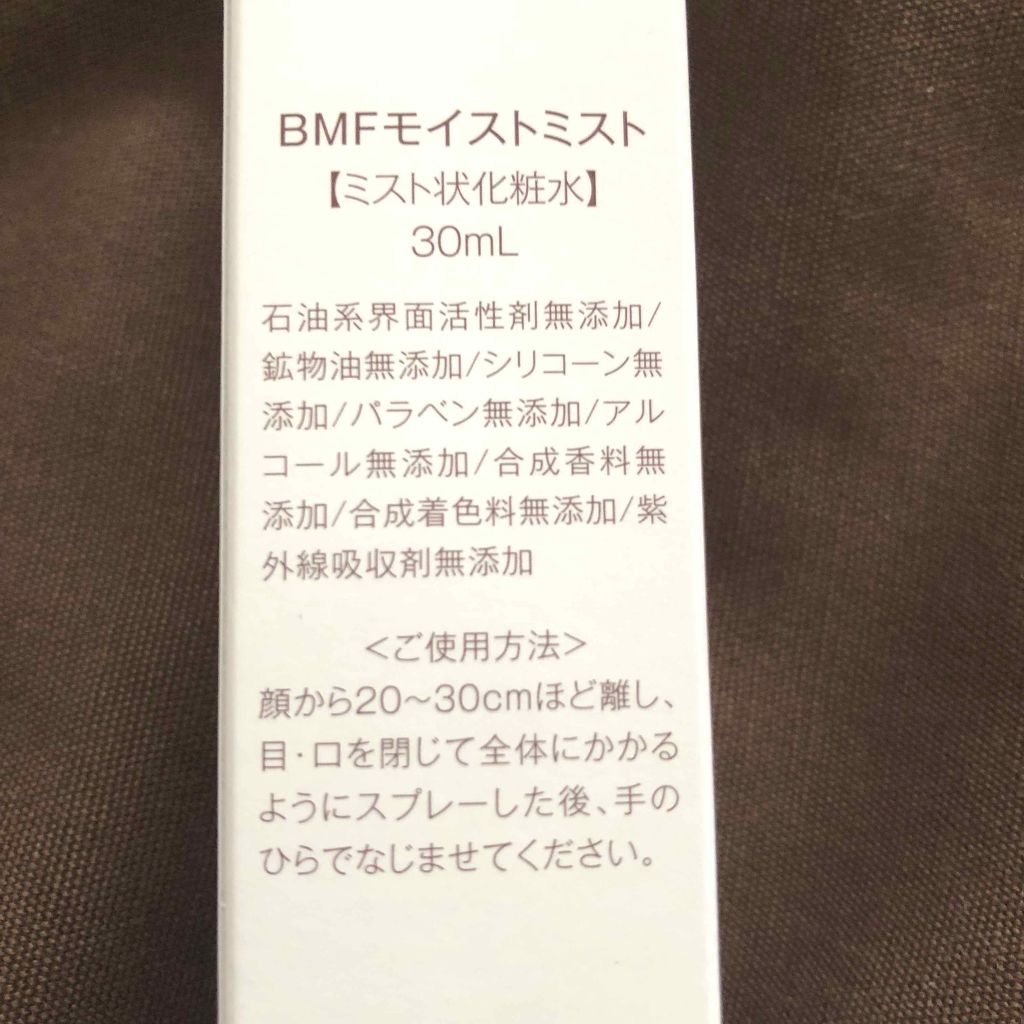 BMFモイストミスト
【ミスト状化粧水】
30mL
石油系界面活性剤無添加/
鉱物油無添加/シリコーン無
添加/パラベン無添加/アル
コール無添加/合成香料無
添加/合成着色料無添加/紫
外線吸収剤無添加
＜ご使用方法＞
顔から20〜30cmほど離し、
目・口を閉じて全体にかかる
ようにスプレーした後、手の
ひらでなじませてください。